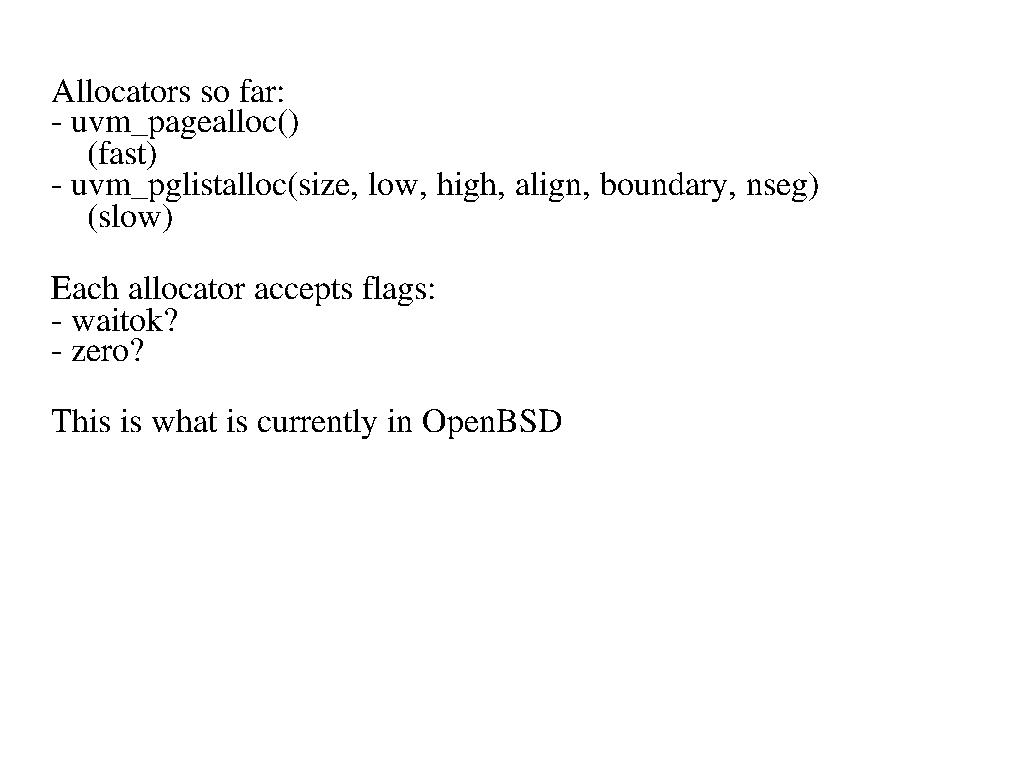 Allocators so far:
- uvm_pagealloc()
(fast)
- uvm_pglistalloc(size, low, high, align, boundary, nseg)
(slow)
Each allocator accepts flags:
- waitok?
- zero?
This is what is currently in OpenBSD